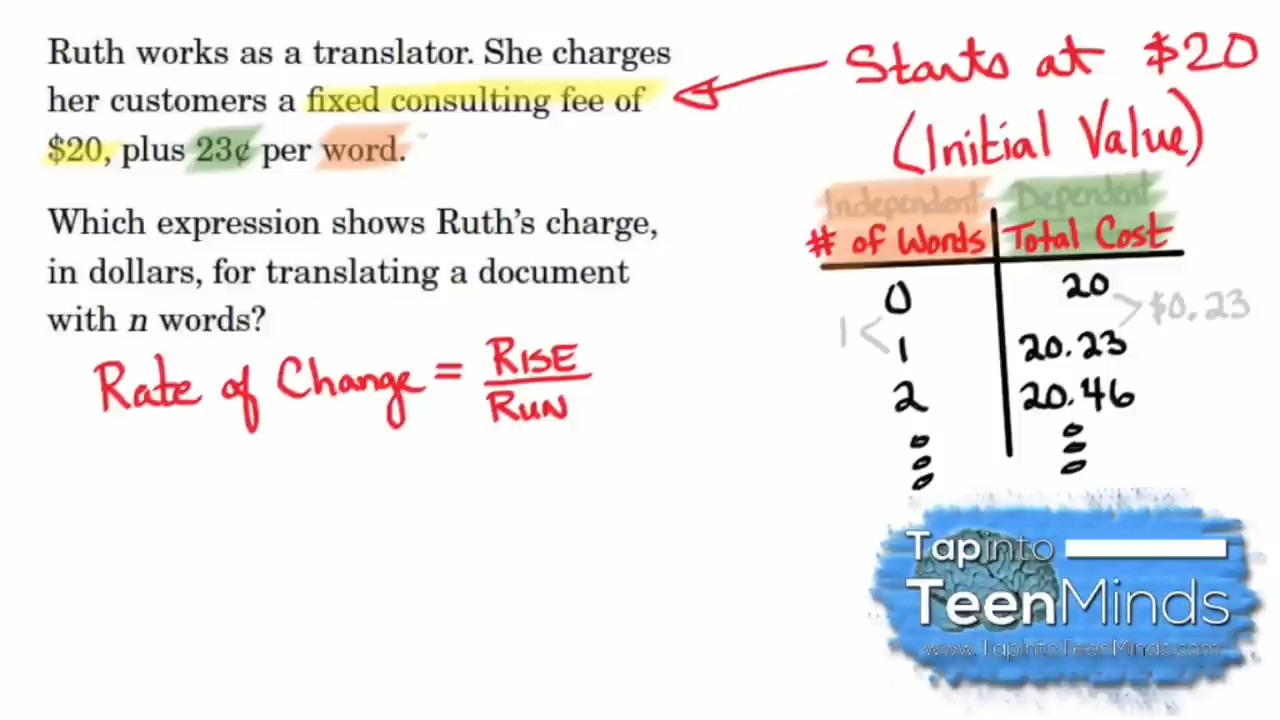 Ruth works as a translator. She charges
her customers a fixed consulting fee of
$20, plus 23¢ per word.
Which expression shows Ruth's charge,
in dollars, for translating a document
with n words?
Rate of Change = RISE
RUN
Starts at $20
(Initial Value)
Independent Dependent
# of Words Total Cost
0 20
1 < > $0.23
1 20.23
2 20.46
Tap into
TeenMinds
www.TapIntoTeenMinds.com